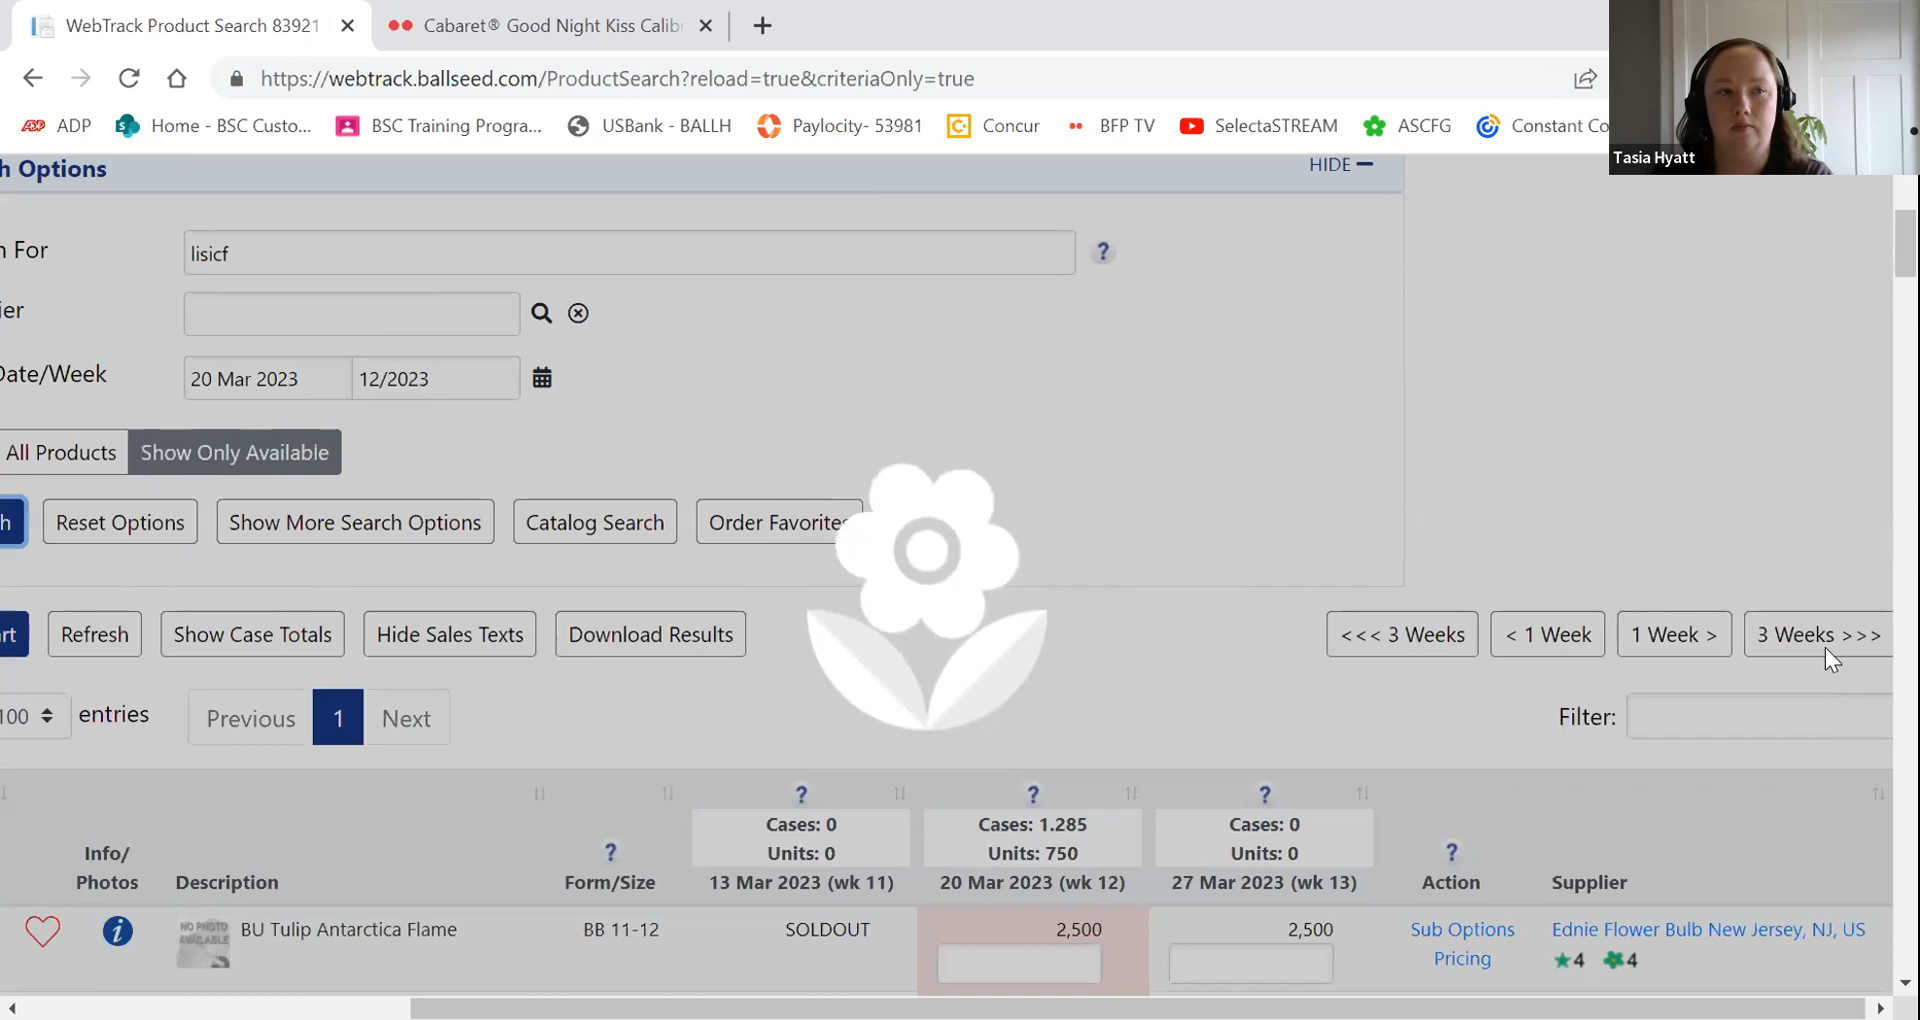 WebTrack Product Search 83921
Cabaret® Good Night Kiss Calib
https://webtrack.ballseed.com/ProductSearch?reload=true&criteriaOnly=true
ADP ADP
Home - BSC Custo...
BSC Training Progra...
USBank - BALLH
Paylocity- 53981
Concur
BFP TV
SelectaSTREAM
ASCFG
Constant Co
Tasia Hyatt
h Options
HIDE
h For
lisicf
?
ier
Date/Week
20 Mar 2023
12/2023
All Products
Show Only Available
h
Reset Options
Show More Search Options
Catalog Search
Order Favorites
rt
Refresh
Show Case Totals
Hide Sales Texts
Download Results
<<< 3 Weeks
< 1 Week
1 Week >
3 Weeks >>>
100
entries
Previous
1
Next
Filter:
Info/
Photos
Description
?
Form/Size
?
Cases: 0
Units: 0
13 Mar 2023 (wk 11)
?
Cases: 1.285
Units: 750
20 Mar 2023 (wk 12)
?
Cases: 0
Units: 0
27 Mar 2023 (wk 13)
?
Action
Supplier
i
NO PHOTO
AVAILABLE
BU Tulip Antarctica Flame
BB 11-12
SOLDOUT
2,500
2,500
Sub Options
Pricing
Ednie Flower Bulb New Jersey, NJ, US
4
4